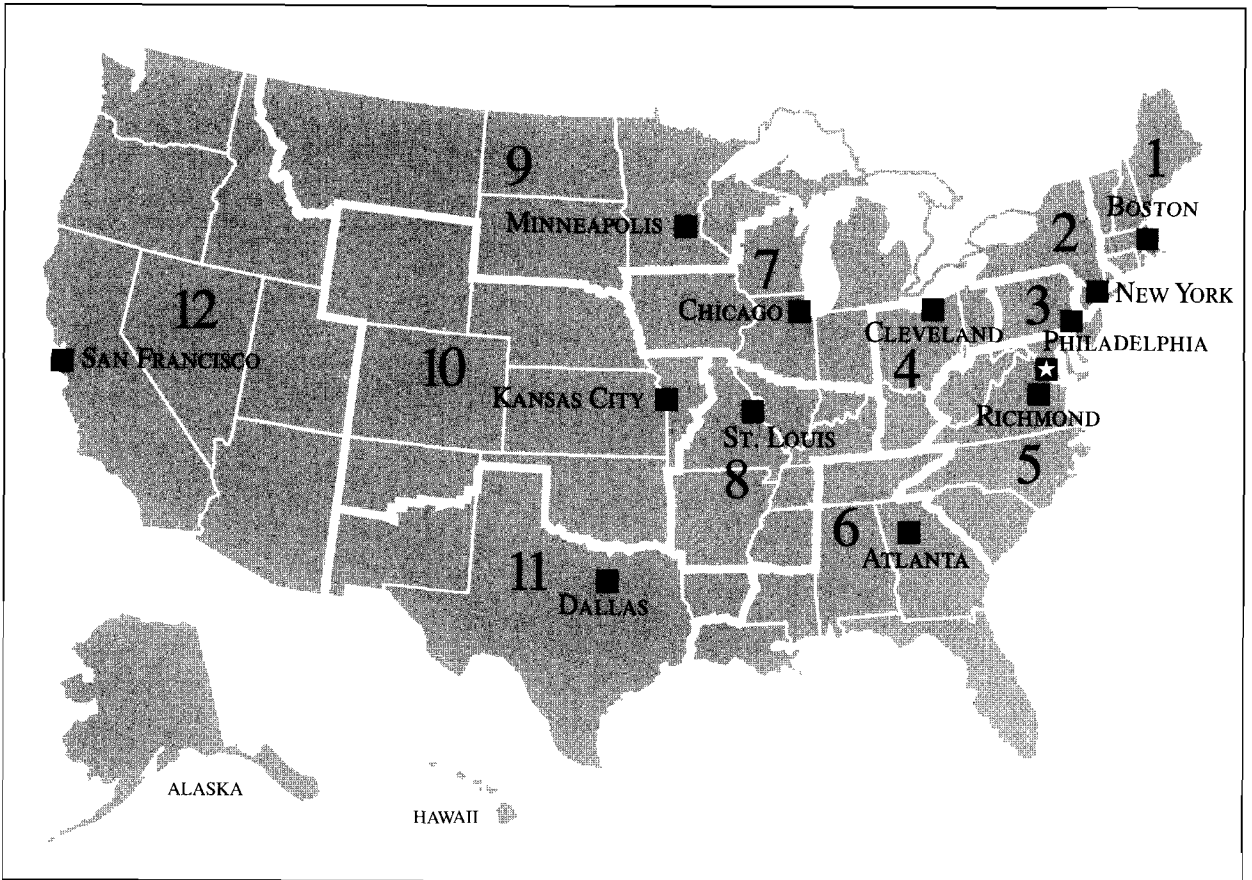 1
BOSTON
9
2
MINNEAPOLIS
7
NEW YORK
12
CHICAGO
3
CLEVELAND
PHILADELPHIA
SAN FRANCISCO
10
4
KANSAS CITY
RICHMOND
ST. LOUIS
5
8
6
ATLANTA
11
DALLAS
ALASKA
HAWAII